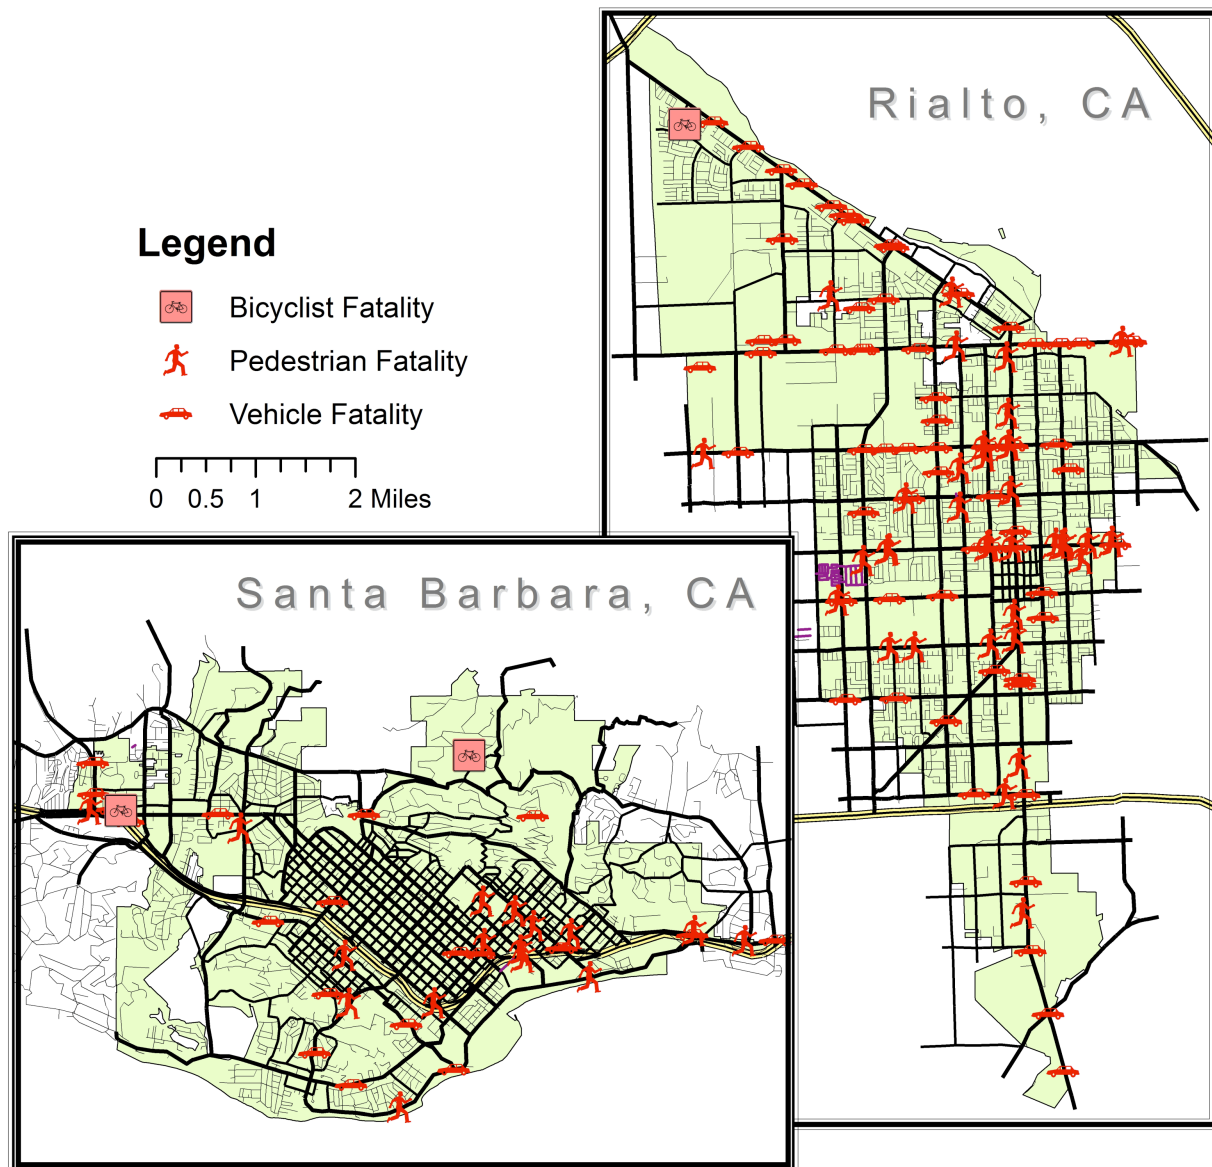 Rialto, CA
Legend
Bicyclist Fatality
Pedestrian Fatality
Vehicle Fatality
0 0.5 1 2 Miles
Santa Barbara, CA